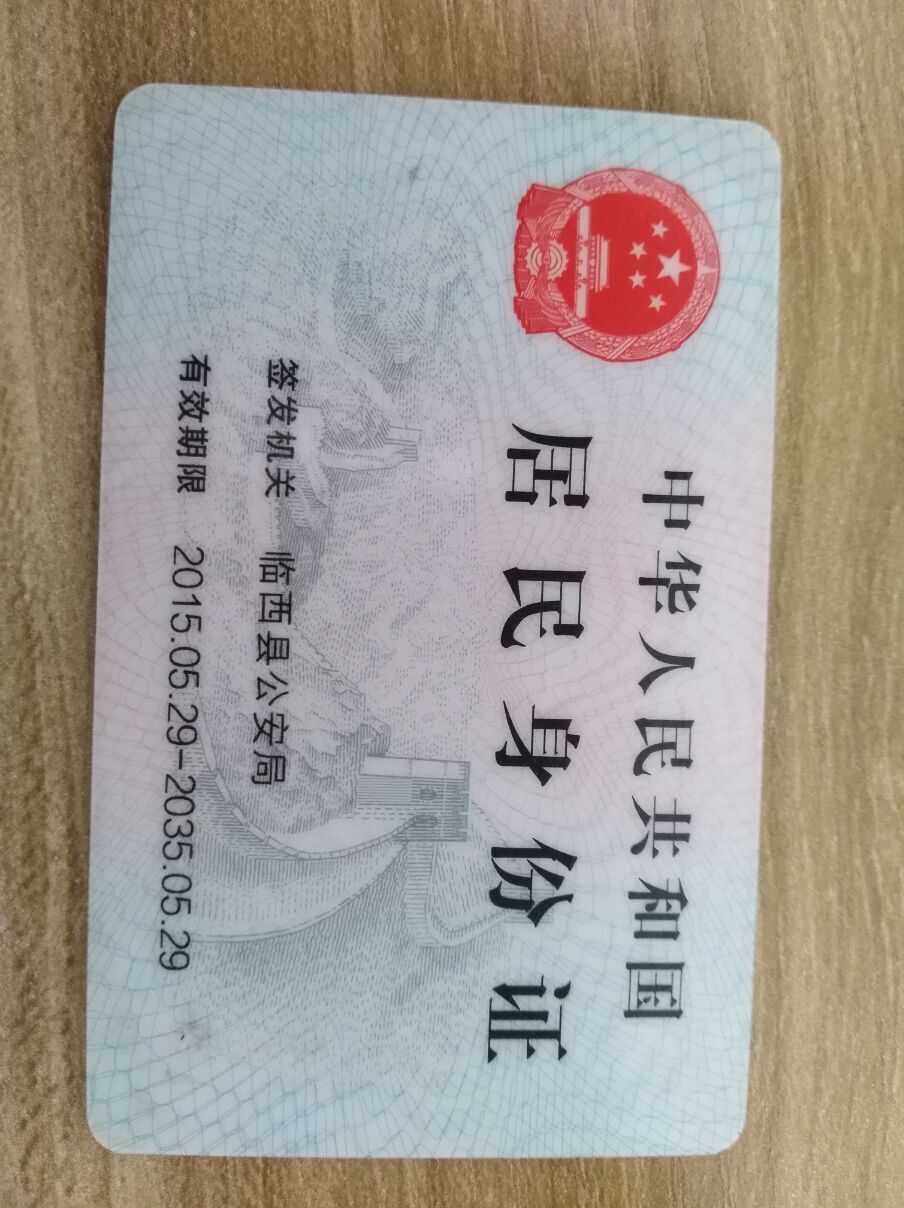 中华人民共和国
居民身份证
签发机关 临西县公安局
有效期限 2015.05.29-2035.05.29